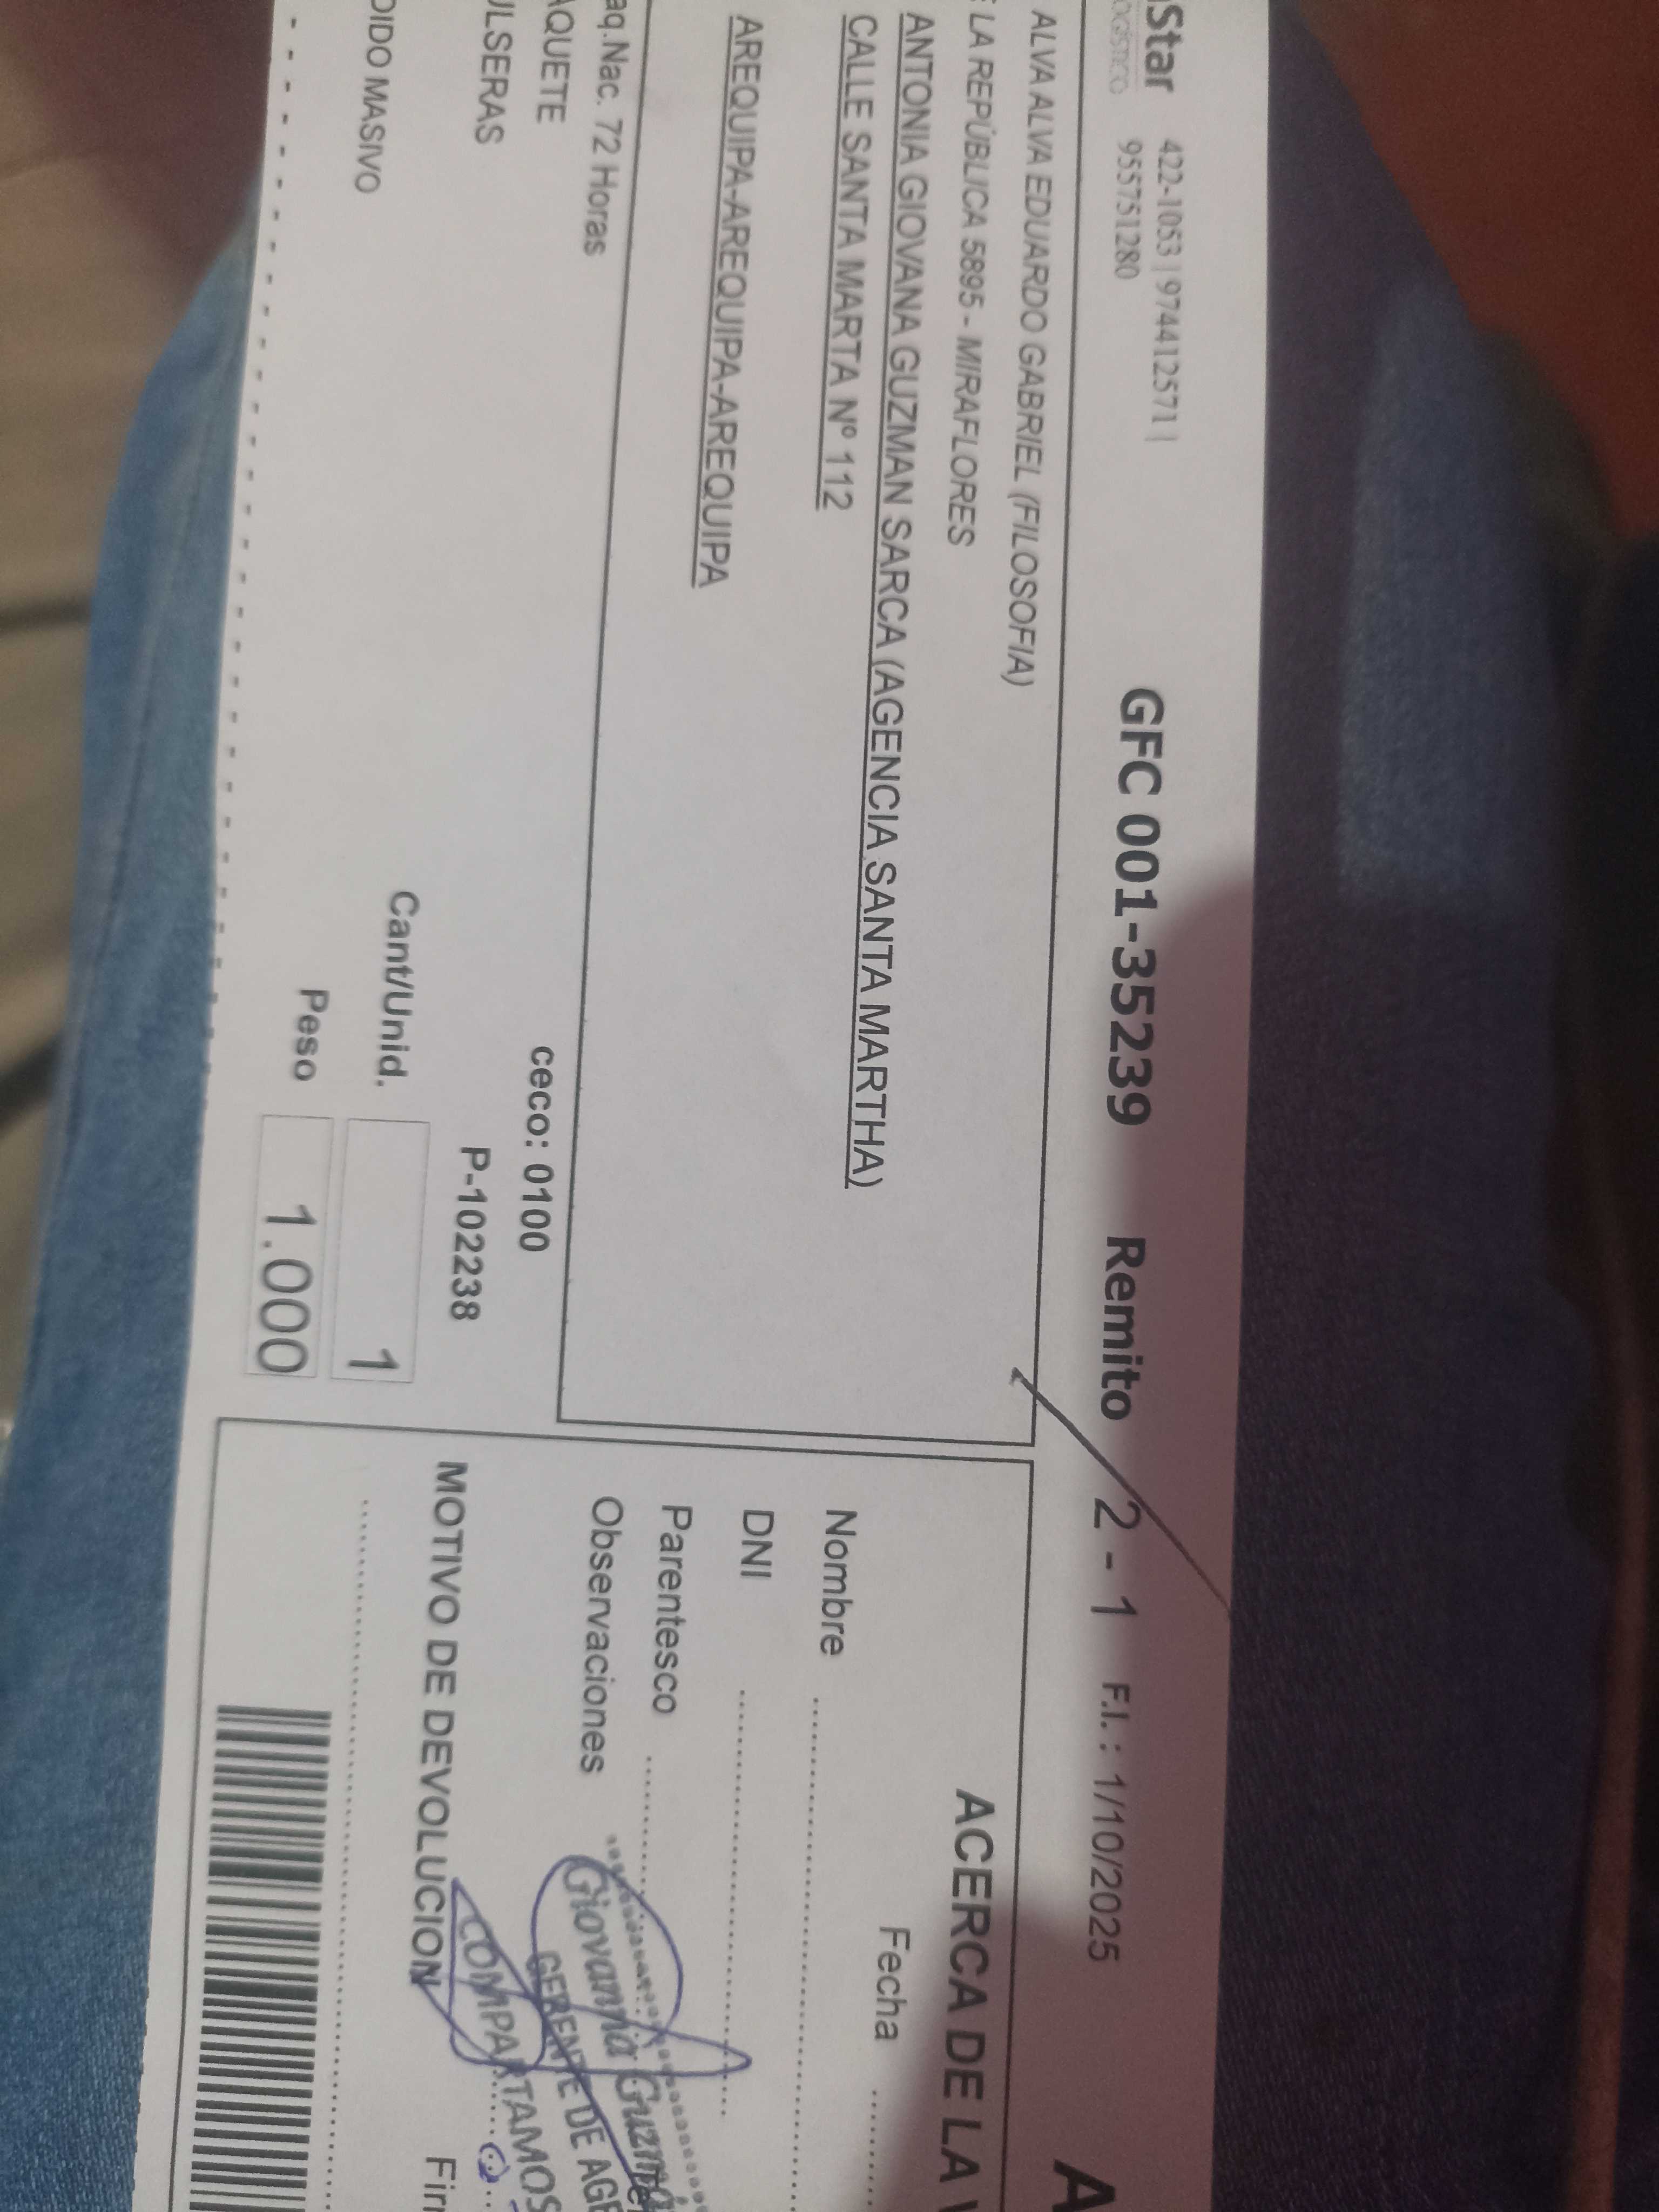 Star 422-1053 | 974412571 |
955751280
GFC 001-35239 Remito 2 - 1 F.I. : 1/10/2025
ALVA ALVA EDUARDO GABRIEL (FILOSOFIA)
LA REPÚBLICA 5895 - MIRAFLORES
ANTONIA GIOVANA GUZMAN SARCA (AGENCIA SANTA MARTHA)
CALLE SANTA MARTA Nº 112
AREQUIPA-AREQUIPA-AREQUIPA
aq.Nac. 72 Horas
AQUETE
ceco: 0100
ULSERAS
P-102238
DIDO MASIVO
Cant/Unid. 1
Peso 1.000
A
ACERCA DE LA
Fecha
Nombre
DNI
Parentesco
Observaciones
Giovanna Guzmá
GERENTE DE AGE
COMPARTAMOS
MOTIVO DE DEVOLUCION
Fir